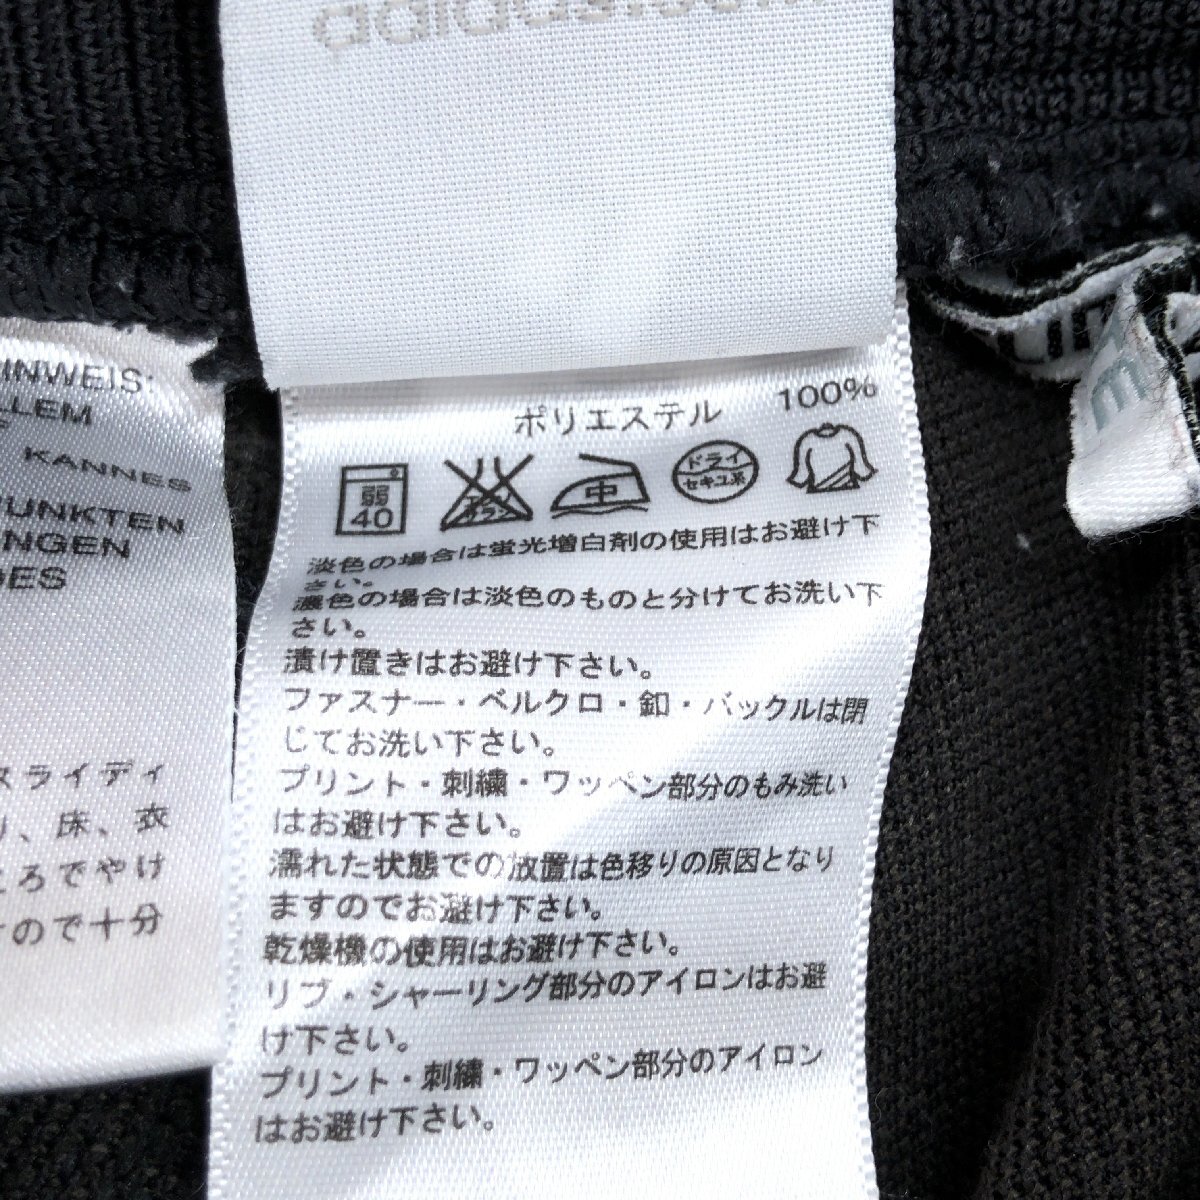 ポリエステル 100%
弱
40
中
ドライ
セキユ系
淡色の場合は蛍光増白剤の使用はお避け下
さい。
濃色の場合は淡色のものと分けてお洗い下
さい。
漬け置きはお避け下さい。
ファスナー・ベルクロ・釦・バックルは閉
じてお洗い下さい。
プリント・刺繍・ワッペン部分のもみ洗い
はお避け下さい。
濡れた状態での放置は色移りの原因となり
ますのでお避け下さい。
乾燥機の使用はお避け下さい。
リブ・シャーリング部分のアイロンはお避
け下さい。
プリント・刺繍・ワッペン部分のアイロン
はお避け下さい。
INWEIS:
LLEM
KANNES
PUNKTEN
NGEN
DES
スライディ
り、床、衣
ころでやけ
すので十分